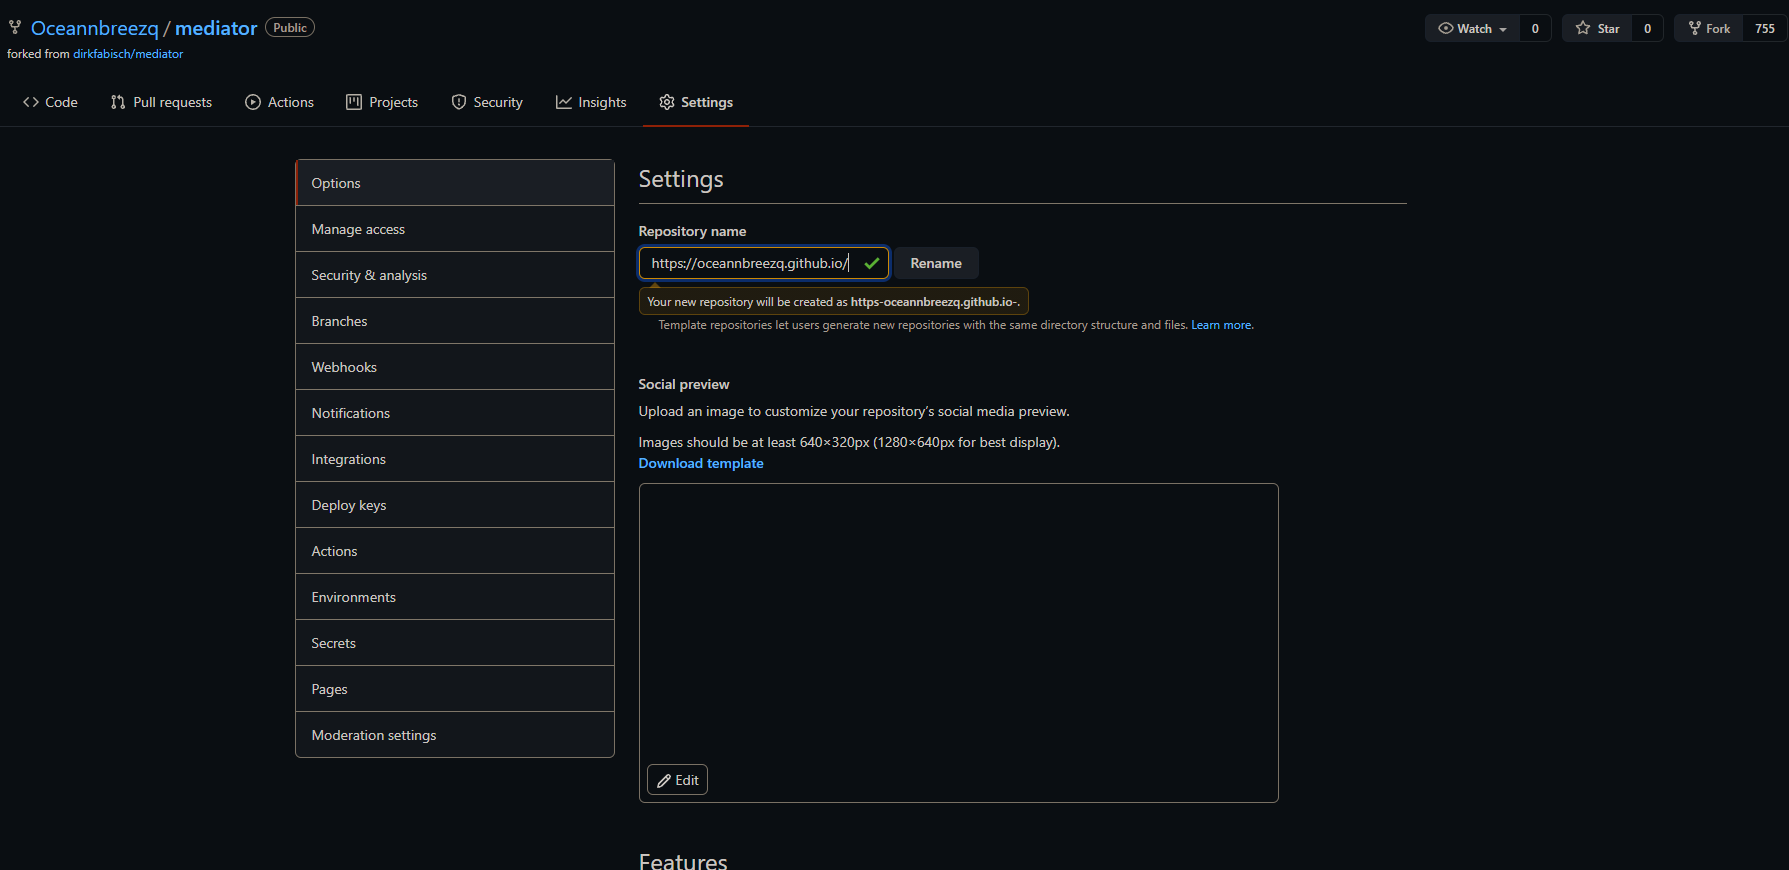 Oceannbreezq / mediator Public
Watch 0 Star 0 Fork 755
forked from dirkfabisch/mediator
Code Pull requests Actions Projects Security Insights Settings
Options
Manage access
Security & analysis
Branches
Webhooks
Notifications
Integrations
Deploy keys
Actions
Environments
Secrets
Pages
Moderation settings
Settings
Repository name
https://oceannbreezq.github.io/ Rename
Your new repository will be created as https-oceannbreezq.github.io-.
Template repositories let users generate new repositories with the same directory structure and files. Learn more.
Social preview
Upload an image to customize your repository’s social media preview.
Images should be at least 640×320px (1280×640px for best display).
Download template
Edit
Features